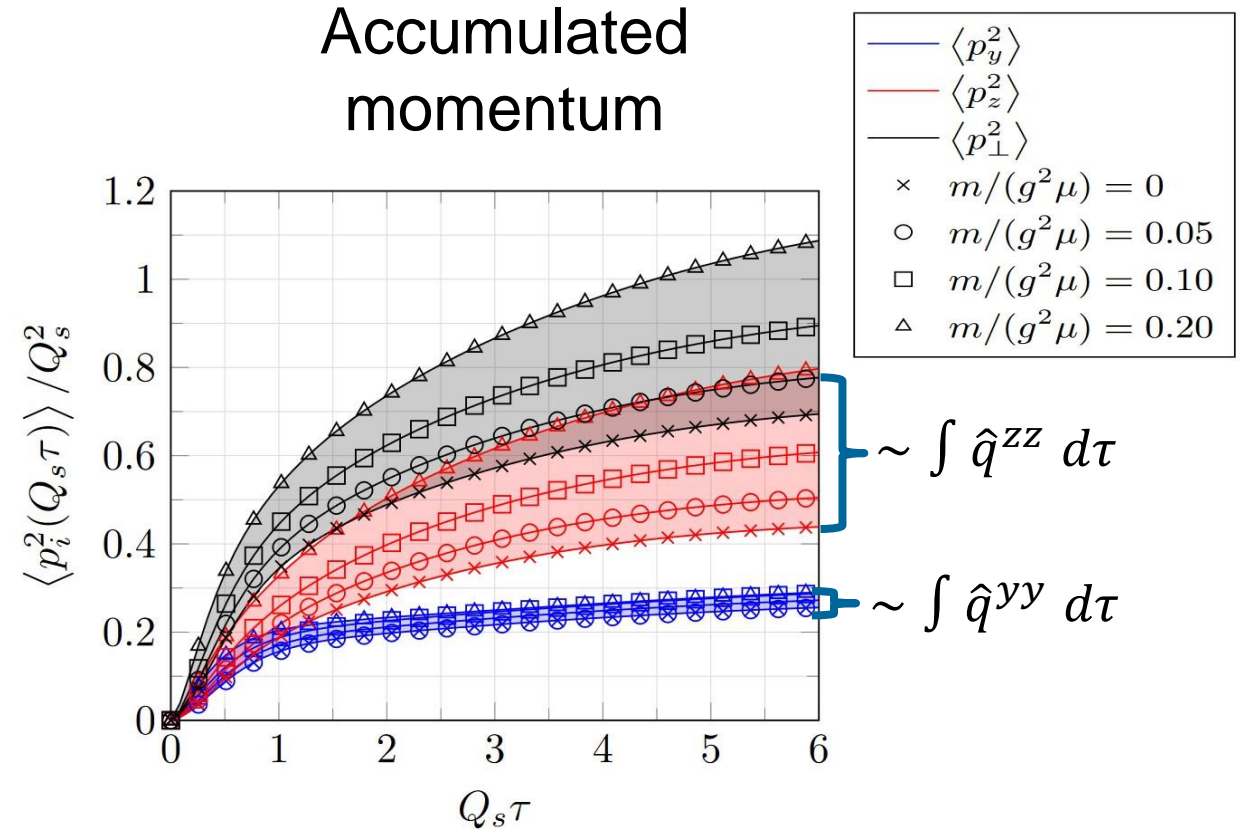 Accumulated
momentum
⟨p_y^2⟩
⟨p_z^2⟩
⟨p_⊥^2⟩
× m/(g^2μ) = 0
○ m/(g^2μ) = 0.05
□ m/(g^2μ) = 0.10
△ m/(g^2μ) = 0.20
1.2
1
0.8
0.6
0.4
0.2
0
⟨p_i^2(Q_sτ)⟩ /Q_s^2
~ ∫ q̂^{zz} dτ
~ ∫ q̂^{yy} dτ
0 1 2 3 4 5 6
Q_sτ